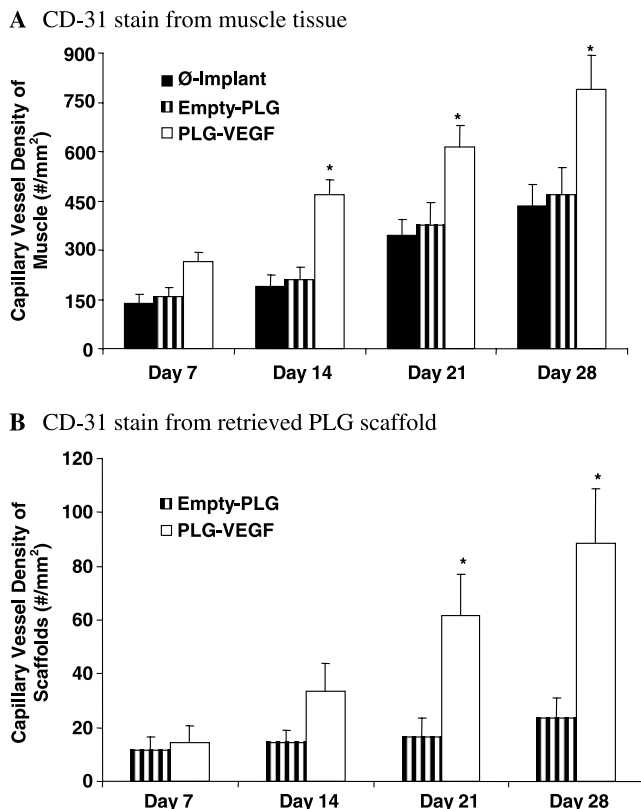 A CD-31 stain from muscle tissue
Capillary Vessel Density of
Muscle (#/mm²)
900
750
600
450
300
150
0
Ø-Implant
Empty-PLG
PLG-VEGF
*
*
*
Day 7 Day 14 Day 21 Day 28
B CD-31 stain from retrieved PLG scaffold
Capillary Vessel Density of
Scaffolds (#/mm²)
120
100
80
60
40
20
0
Empty-PLG
PLG-VEGF
*
*
Day 7 Day 14 Day 21 Day 28